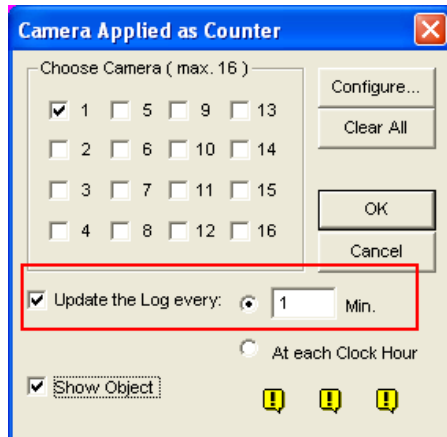 Camera Applied as Counter
Choose Camera ( max. 16 )
1 5 9 13
2 6 10 14
3 7 11 15
4 8 12 16
Configure...
Clear All
OK
Cancel
Update the Log every: 1 Min.
At each Clock Hour
Show Object
! ! !